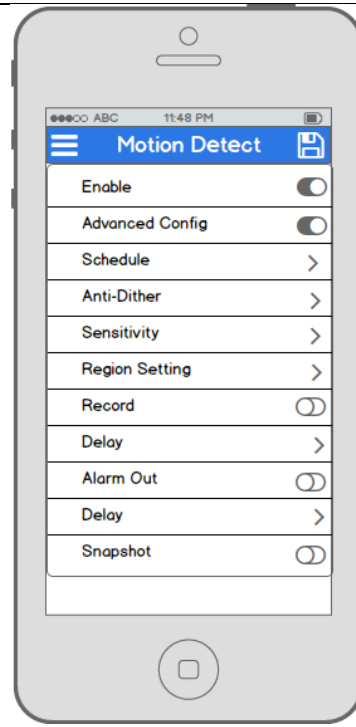 ABC 11:48 PM
Motion Detect
Enable
Advanced Config
Schedule
Anti-Dither
Sensitivity
Region Setting
Record
Delay
Alarm Out
Delay
Snapshot